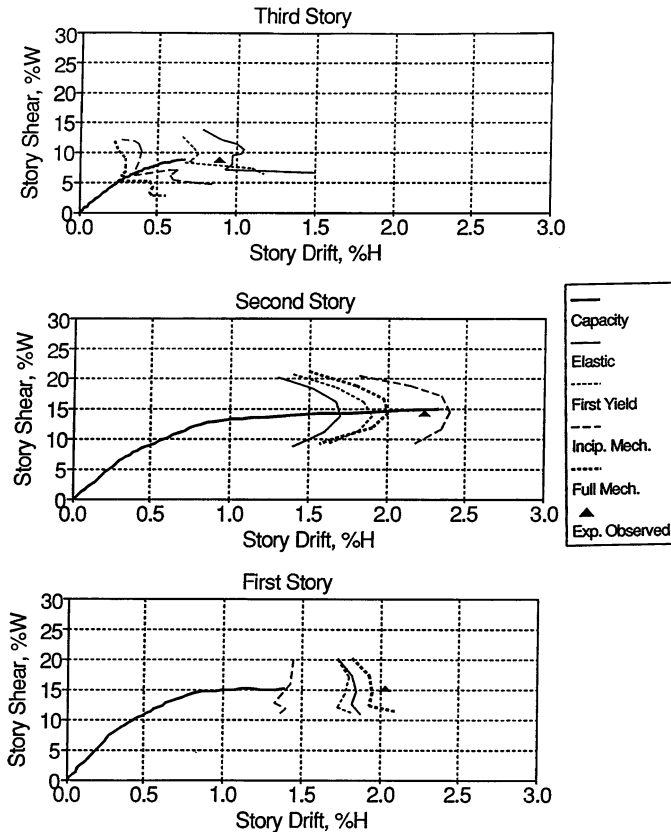 Third Story
Story Shear, %W
30
25
20
15
10
5
0
0.0 0.5 1.0 1.5 2.0 2.5 3.0
Story Drift, %H
Second Story
Story Shear, %W
30
25
20
15
10
5
0
0.0 0.5 1.0 1.5 2.0 2.5 3.0
Story Drift, %H
Capacity
Elastic
First Yield
Incip. Mech.
Full Mech.
Exp. Observed
First Story
Story Shear, %W
30
25
20
15
10
5
0
0.0 0.5 1.0 1.5 2.0 2.5 3.0
Story Drift, %H